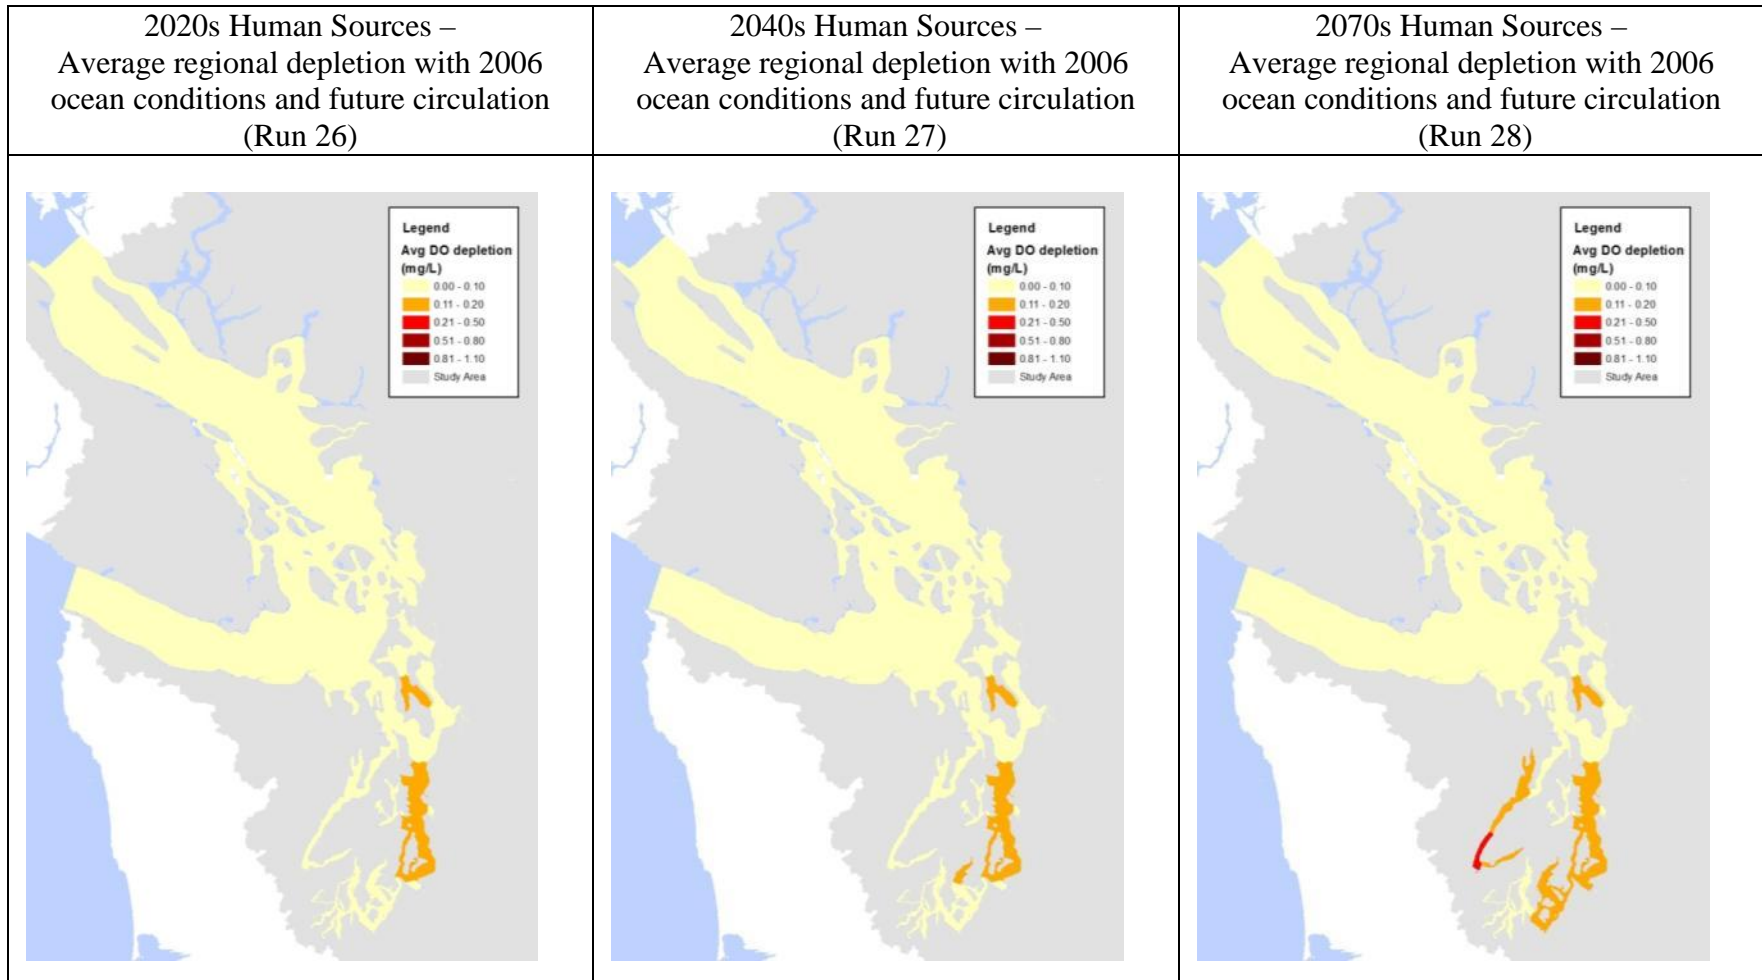 2020s Human Sources –
Average regional depletion with 2006
ocean conditions and future circulation
(Run 26)
2040s Human Sources –
Average regional depletion with 2006
ocean conditions and future circulation
(Run 27)
2070s Human Sources –
Average regional depletion with 2006
ocean conditions and future circulation
(Run 28)
Legend
Avg DO depletion
(mg/L)
0.00 - 0.10
0.11 - 0.20
0.21 - 0.50
0.51 - 0.80
0.81 - 1.10
Study Area
Legend
Avg DO depletion
(mg/L)
0.00 - 0.10
0.11 - 0.20
0.21 - 0.50
0.51 - 0.80
0.81 - 1.10
Study Area
Legend
Avg DO depletion
(mg/L)
0.00 - 0.10
0.11 - 0.20
0.21 - 0.50
0.51 - 0.80
0.81 - 1.10
Study Area